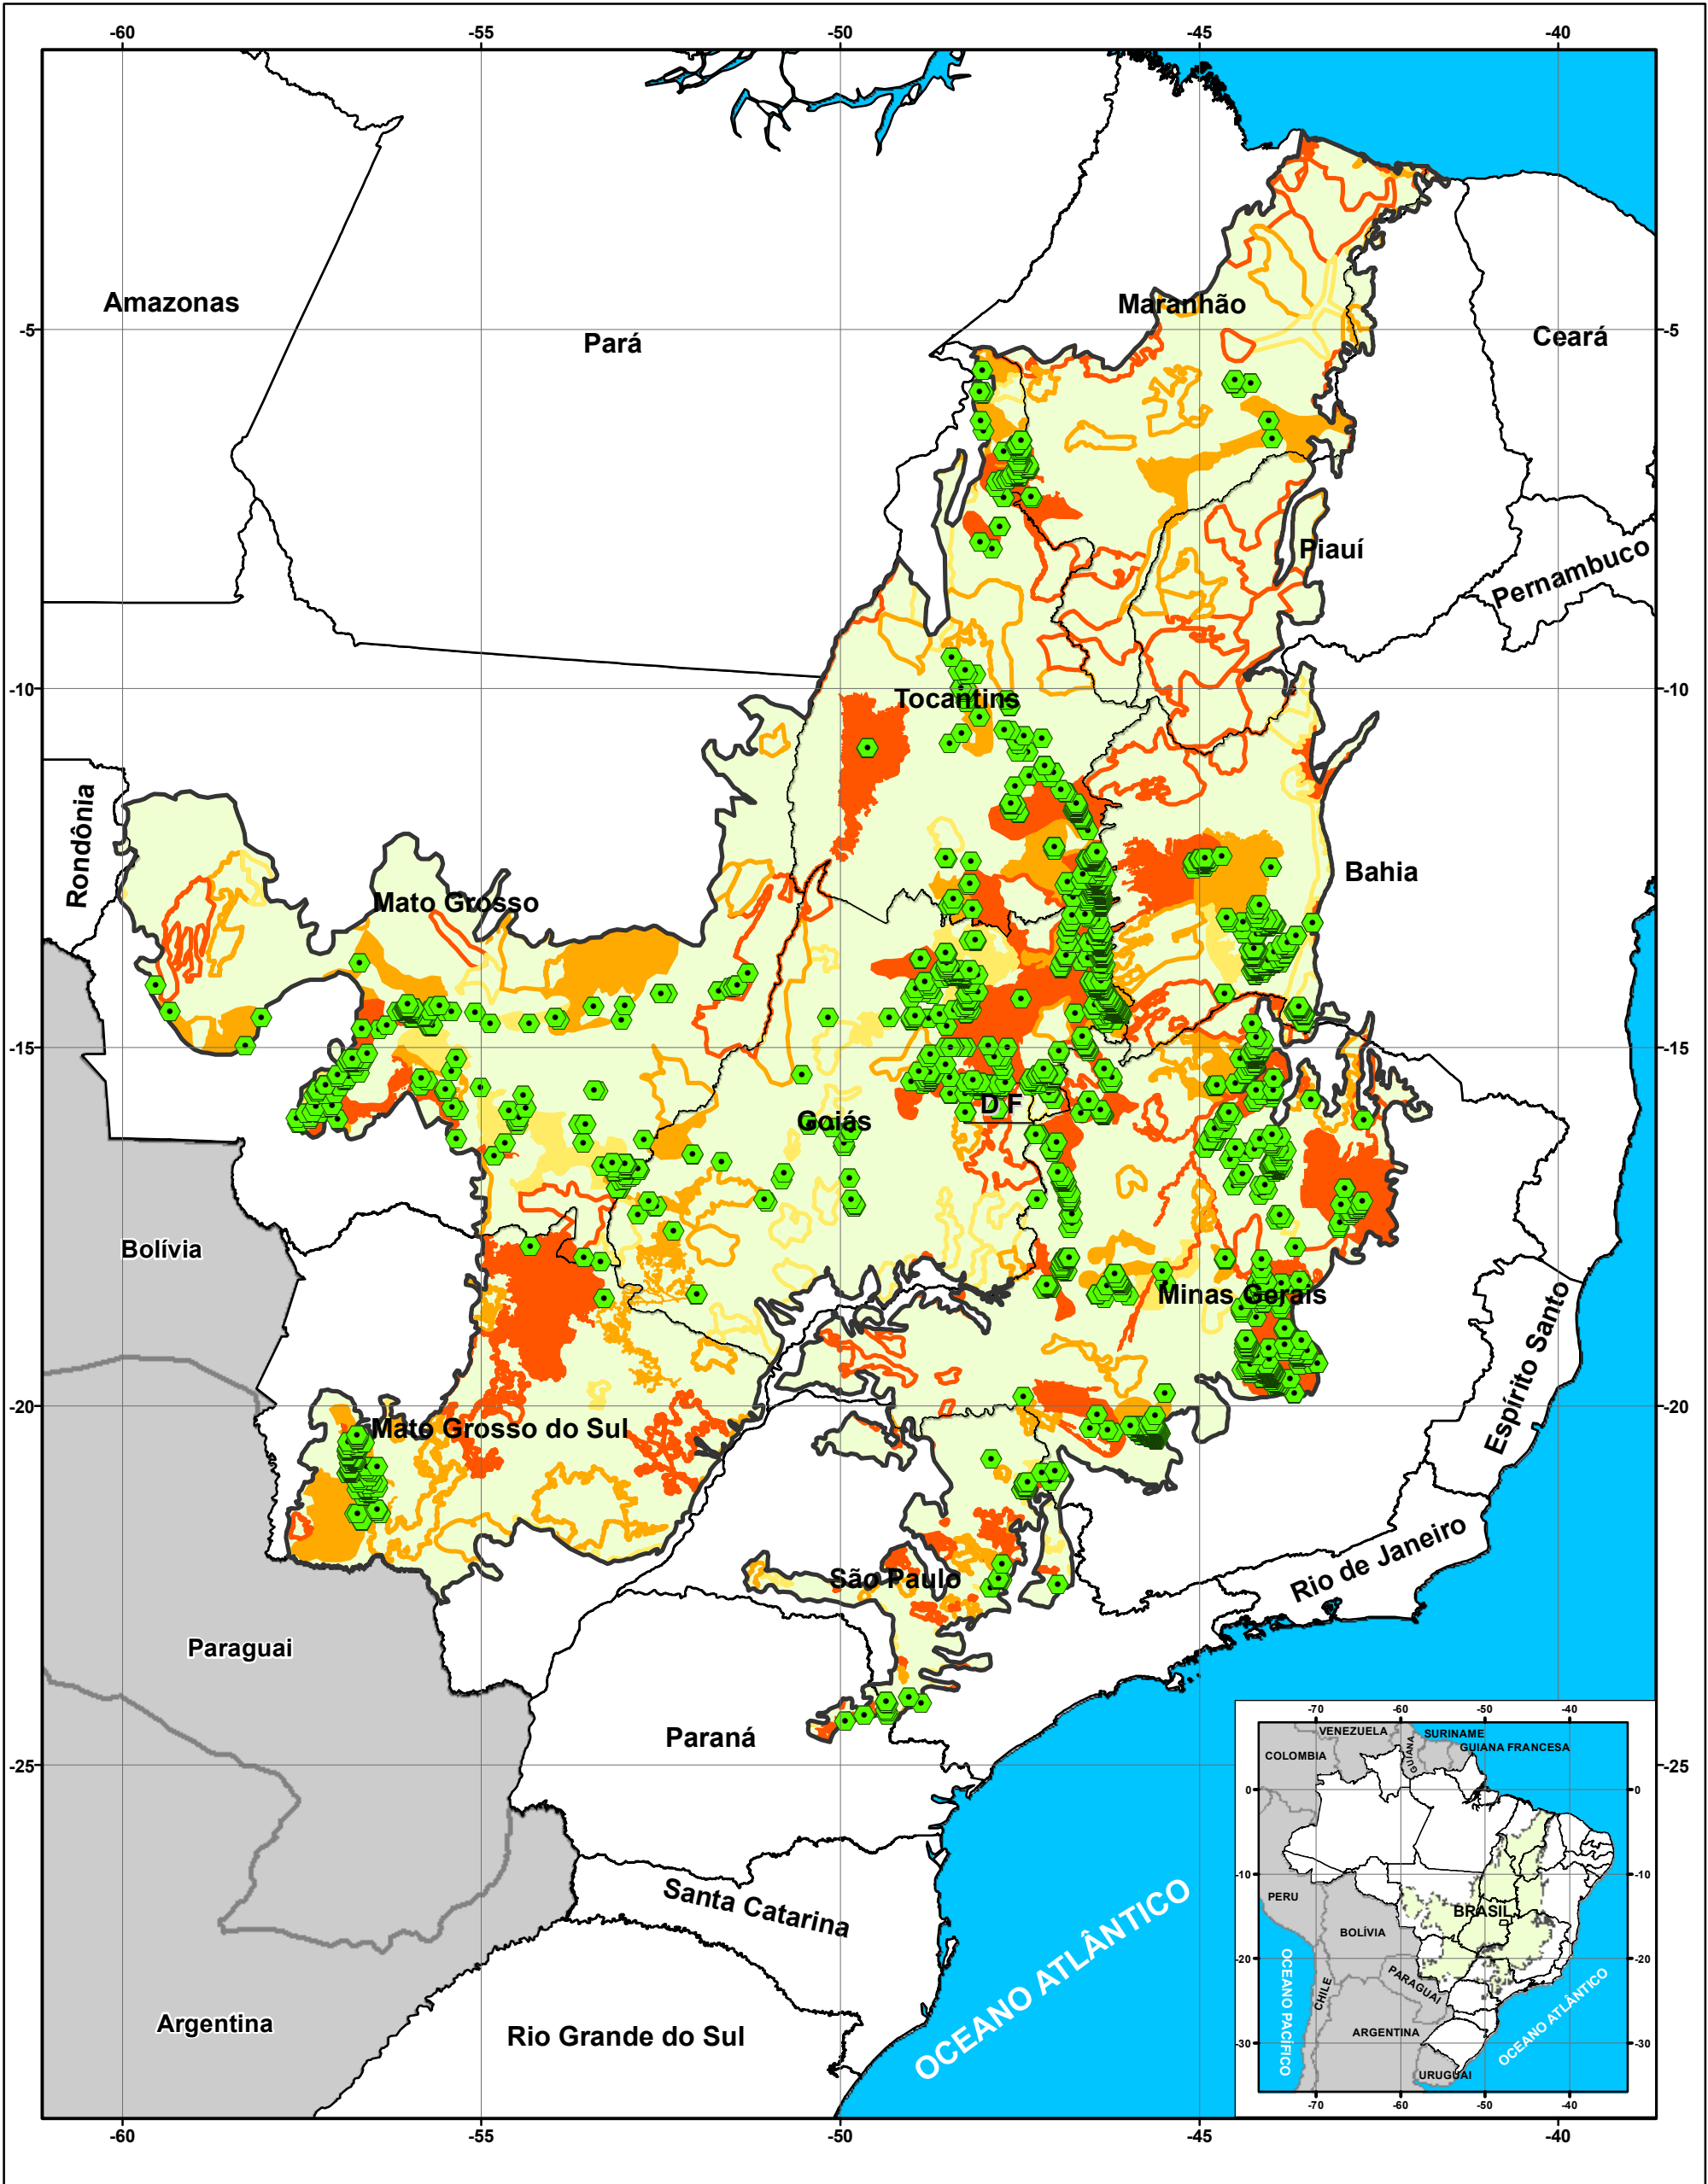 -60 -55 -50 -45 -40
Amazonas
Maranhão
-5 -5
Pará
Ceará
Piauí
Pernambuco
-10 -10
Tocantins
Rondônia
Bahia
Mato Grosso
-15 -15
D F
Goiás
Bolívia
Minas Gerais
Espírito Santo
-20 -20
Mato Grosso do Sul
São Paulo
Rio de Janeiro
Paraguai
Paraná
-25 -25
Santa Catarina
OCEANO ATLÂNTICO
Argentina
Rio Grande do Sul
-60 -55 -50 -45 -40
-70 -60 -50 -40
VENEZUELA
SURINAME
GUIANA
GUIANA FRANCESA
COLOMBIA
0 0
-10 -10
PERU
BRASIL
BOLÍVIA
-20 -20
PARAGUAI
CHILE
OCEANO PACÍFICO
OCEANO ATLÂNTICO
ARGENTINA
-30 -30
URUGUAI
-70 -60 -50 -40